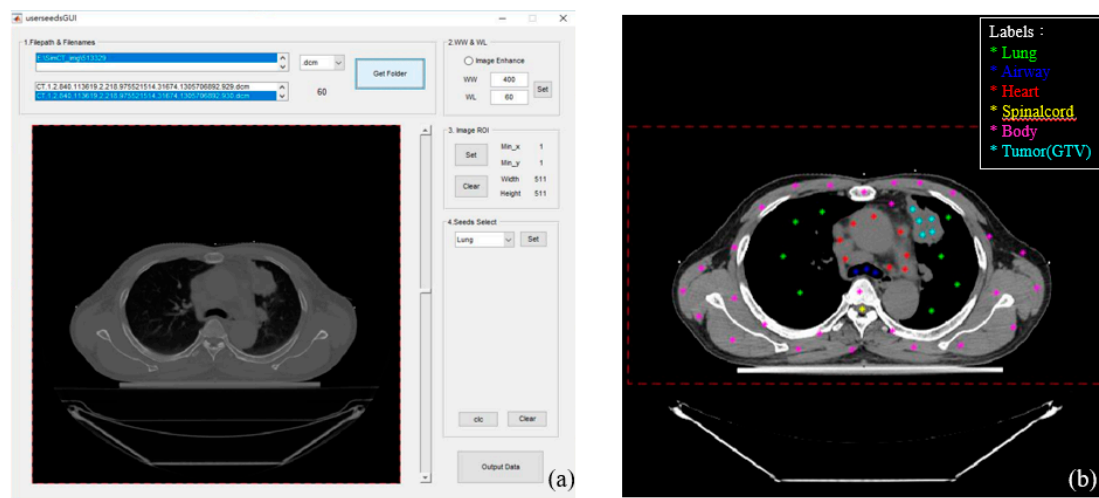 userseedsGUI
1.Filepath & Filenames
E:\SimCT_img\513329
.dcm
Get Folder
CT.1.2.840.113619.2.218.975521514.31674.1305706892.929.dcm
CT.1.2.840.113619.2.218.975521514.31674.1305706892.930.dcm
60
2.WW & WL
Image Enhance
WW 400
WL 60
Set
3. Image ROI
Set
Clear
Min_x 1
Min_y 1
Width 511
Height 511
4.Seeds Select
Lung
Set
clc
Clear
Output Data
(a)
Labels：
* Lung
* Airway
* Heart
* Spinalcord
* Body
* Tumor(GTV)
(b)